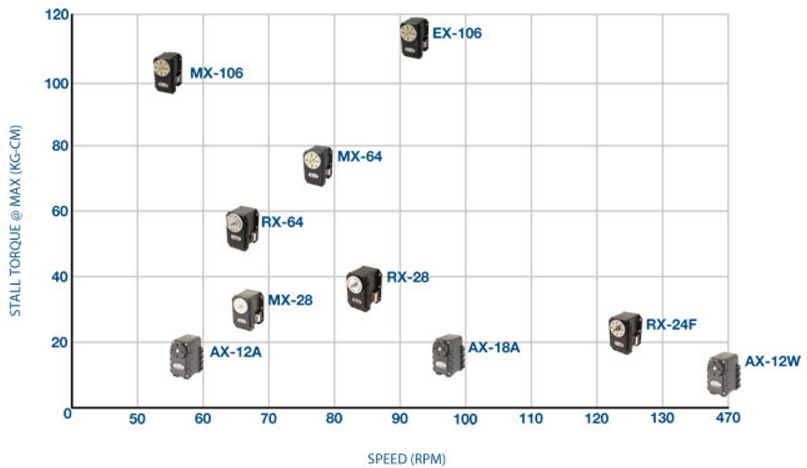 120
EX-106
MX-106
100
80
MX-64
60
RX-64
40
RX-28
MX-28
RX-24F
20
AX-12A
AX-18A
AX-12W
0
50 60 70 80 90 100 110 120 130 470
STALL TORQUE @ MAX (KG-CM)
SPEED (RPM)